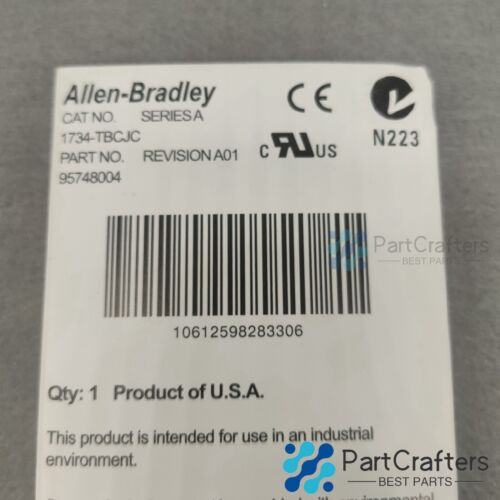 Allen-Bradley
CAT NO. SERIES A
1734-TBCJC
PART NO. REVISION A01
95748004
CE
C UR US
N223
PartCrafters
BEST PARTS
10612598283306
Qty: 1 Product of U.S.A.
This product is intended for use in an industrial
environment.
PartCrafters
BEST PARTS